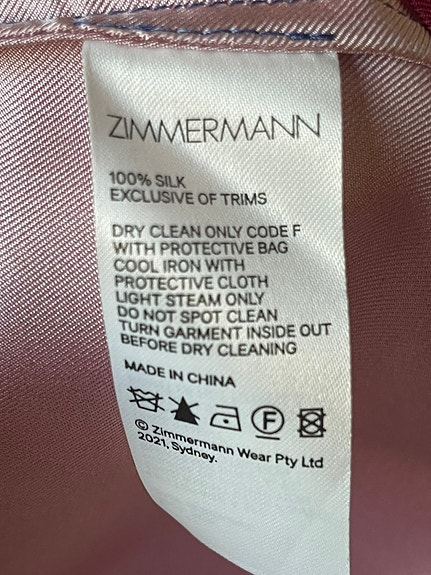 ZIMMERMANN
100% SILK
EXCLUSIVE OF TRIMS
DRY CLEAN ONLY CODE F
WITH PROTECTIVE BAG
COOL IRON WITH
PROTECTIVE CLOTH
LIGHT STEAM ONLY
DO NOT SPOT CLEAN
TURN GARMENT INSIDE OUT
BEFORE DRY CLEANING
MADE IN CHINA
F
© Zimmermann Wear Pty Ltd
2021, Sydney.